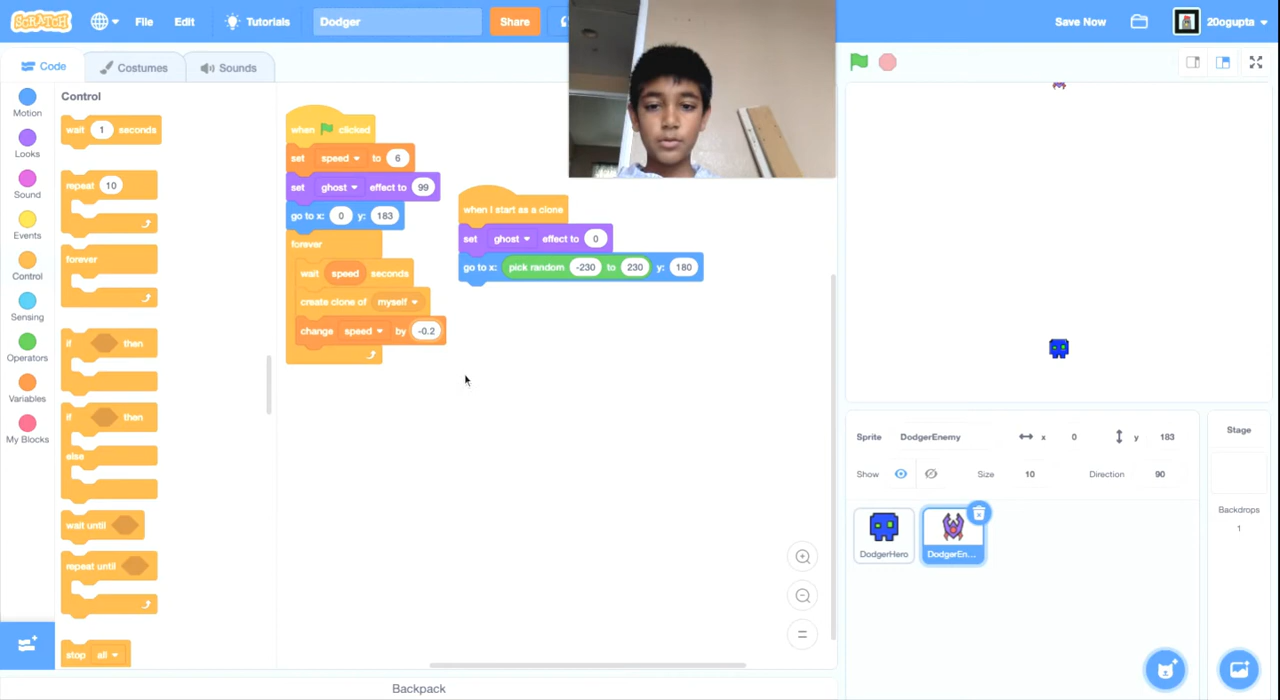 SCRATCH File Edit Tutorials Dodger Share Save Now 20ogupta
Code Costumes Sounds
Motion
Looks
Sound
Events
Control
Sensing
Operators
Variables
My Blocks
Control
wait 1 seconds
repeat 10
forever
if then
if then
else
wait until
repeat until
stop all
when clicked
set speed to 6
set ghost effect to 99
go to x: 0 y: 183
forever
wait speed seconds
create clone of myself
change speed by -0.2
when I start as a clone
set ghost effect to 0
go to x: pick random -230 to 230 y: 180
Backpack
Sprite DodgerEnemy x 0 y 183
Show Size 10 Direction 90
DodgerHero
DodgerEn...
Stage
Backdrops
1